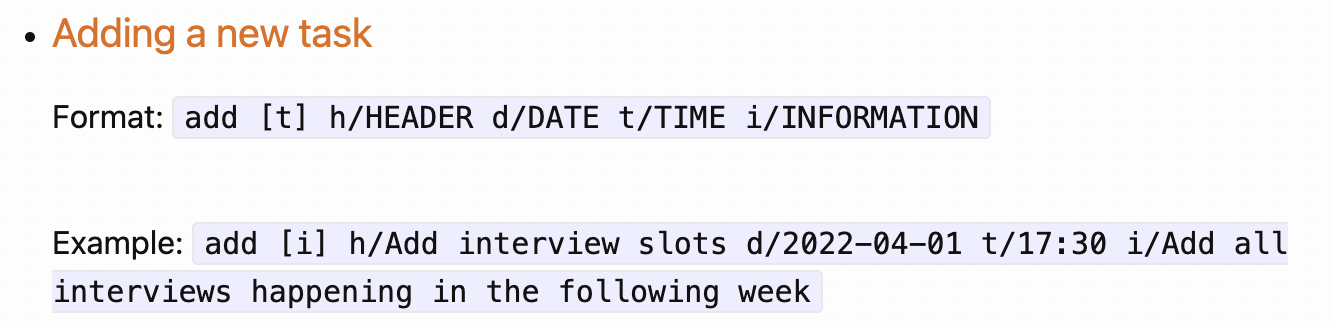 Adding a new task
Format: add [t] h/HEADER d/DATE t/TIME i/INFORMATION
Example: add [i] h/Add interview slots d/2022-04-01 t/17:30 i/Add all
interviews happening in the following week